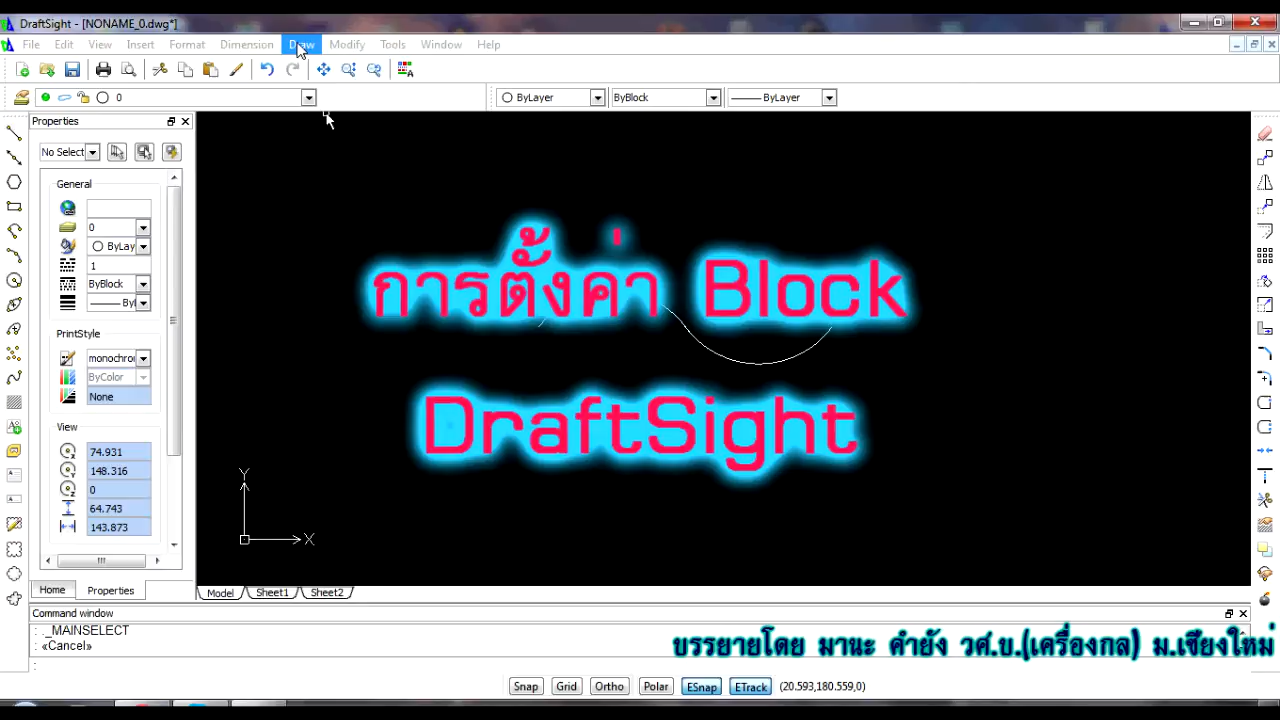 DraftSight - [NONAME_0.dwg*]
File Edit View Insert Format Dimension Draw Modify Tools Window Help
0 ByLayer ByBlock ByLayer
Properties
No Select
General
0
ByLay
1
ByBlock
Byl
PrintStyle
monochro
ByColor
None
View
74.931
148.316
0
64.743
143.873
การตั้งค่า Block
DraftSight
Y
X
Home Properties Model Sheet1 Sheet2
Command window
: ._MAINSELECT
: «Cancel»
:
บรรยายโดย มานะ คำยัง วศ.บ.(เครื่องกล) ม.เชียงใหม่
Snap Grid Ortho Polar ESnap ETrack (20.593,180.559,0)